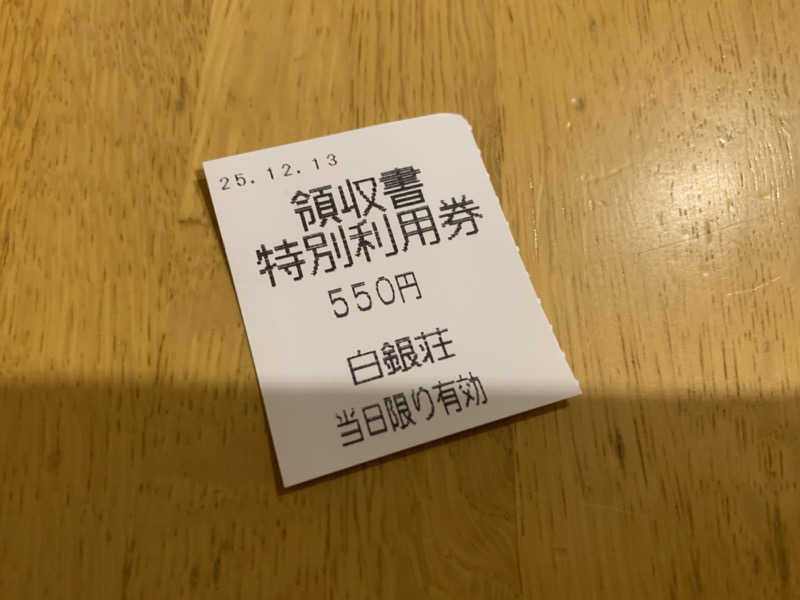 25.12.13
領収書
特別利用券
550円
白銀荘
当日限り有効